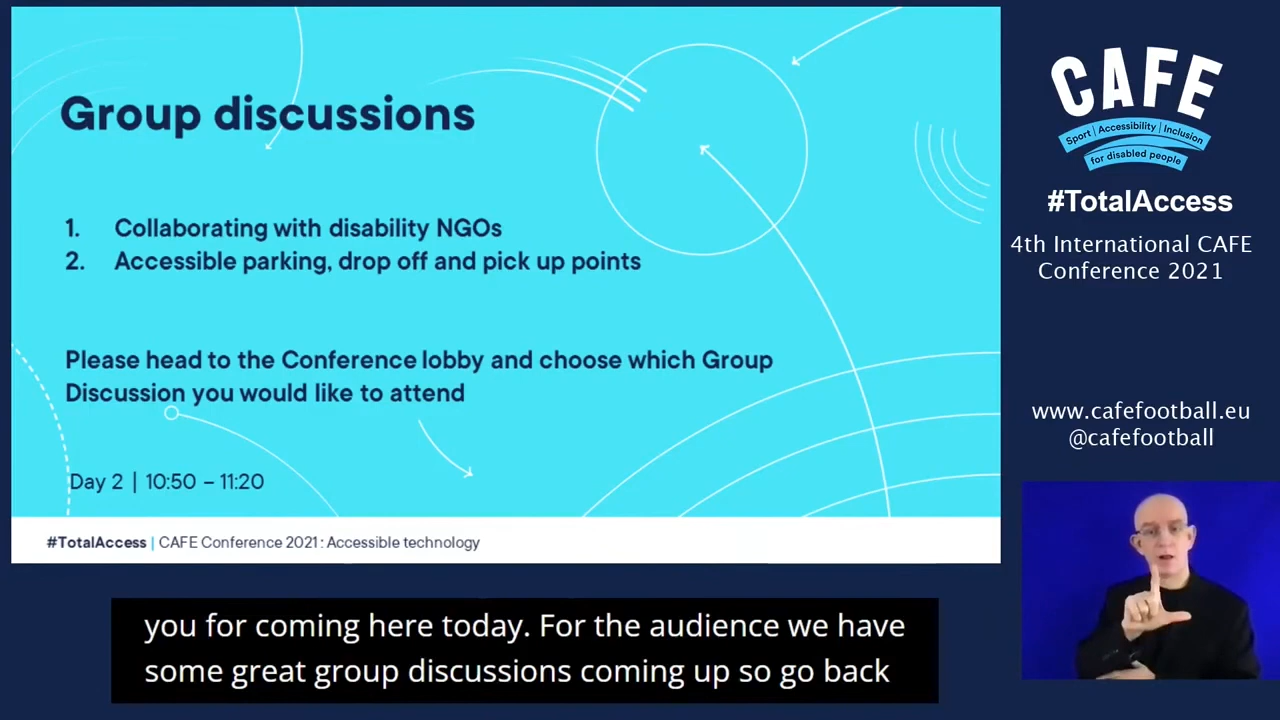 Group discussions
1. Collaborating with disability NGOs
2. Accessible parking, drop off and pick up points
Please head to the Conference lobby and choose which Group
Discussion you would like to attend
Day 2 | 10:50 – 11:20
#TotalAccess | CAFE Conference 2021: Accessible technology
you for coming here today. For the audience we have
some great group discussions coming up so go back
CAFE
Sport | Accessibility | Inclusion
for disabled people
#TotalAccess
4th International CAFE
Conference 2021
www.cafefootball.eu
@cafefootball